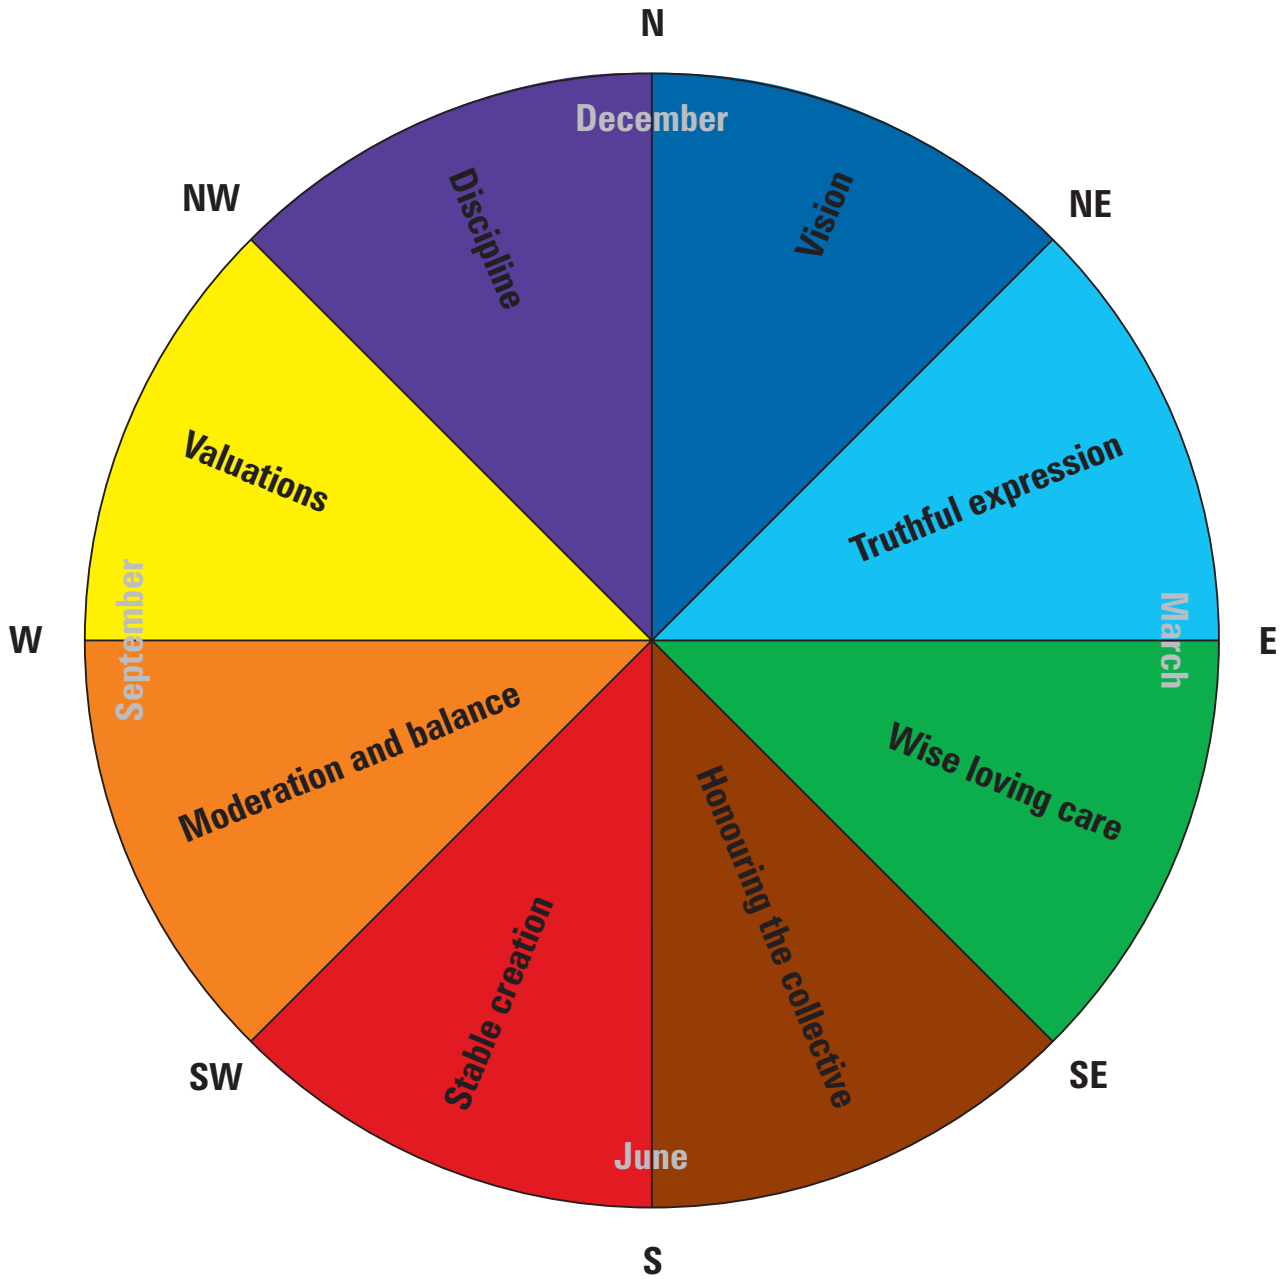 N
December
NW
Discipline
Vision
NE
Valuations
Truthful expression
September
March
W
E
Moderation and balance
Wise loving care
Stable creation
Honouring the collective
SW
SE
June
S